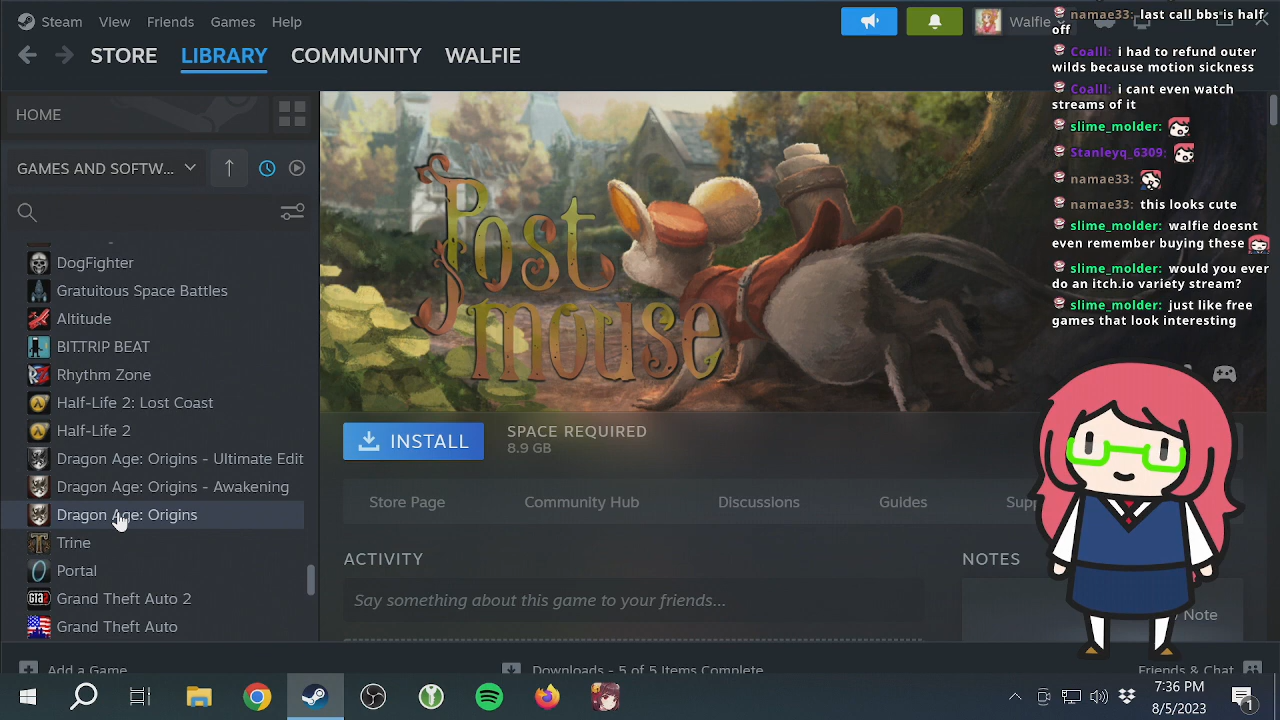 Steam View Friends Games Help
Walfie
STORE LIBRARY COMMUNITY WALFIE
HOME
GAMES AND SOFTW...
DogFighter
Gratuitous Space Battles
Altitude
BIT.TRIP BEAT
Rhythm Zone
Half-Life 2: Lost Coast
Half-Life 2
Dragon Age: Origins - Ultimate Edit
Dragon Age: Origins - Awakening
Dragon Age: Origins
Trine
Portal
Grand Theft Auto 2
Grand Theft Auto
Add a Game
Post
mouse
INSTALL
SPACE REQUIRED
8.9 GB
Store Page Community Hub Discussions Guides Supp
ACTIVITY
NOTES
Say something about this game to your friends...
Note
Downloads - 5 of 5 Items Complete
Friends & Chat
namae33: last call bbs is half
off
Coalll: i had to refund outer
wilds because motion sickness
Coalll: i cant even watch
streams of it
slime_molder:
Stanleyq_6309:
namae33:
namae33: this looks cute
slime_molder: walfie doesnt
even remember buying these
slime_molder: would you ever
do an itch.io variety stream?
slime_molder: just like free
games that look interesting
7:36 PM
8/5/2023
1